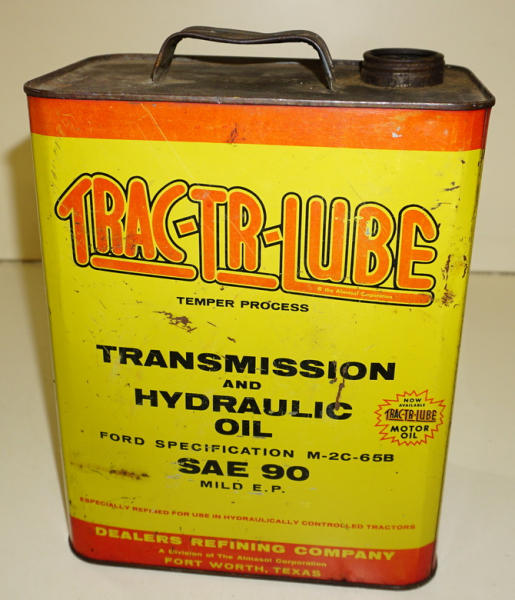 TRAC-TR-LUBE
© the Almasol Corporation
TEMPER PROCESS
TRANSMISSION
AND
HYDRAULIC
OIL
FORD SPECIFICATION M-2C-65B
SAE 90
MILD E.P.
NOW
AVAILABLE
TRAC-TR-LUBE
MOTOR
OIL
ESPECIALLY REFINED FOR USE IN HYDRAULICALLY CONTROLLED TRACTORS
DEALERS REFINING COMPANY
A Division of The Almasol Corporation
FORT WORTH, TEXAS